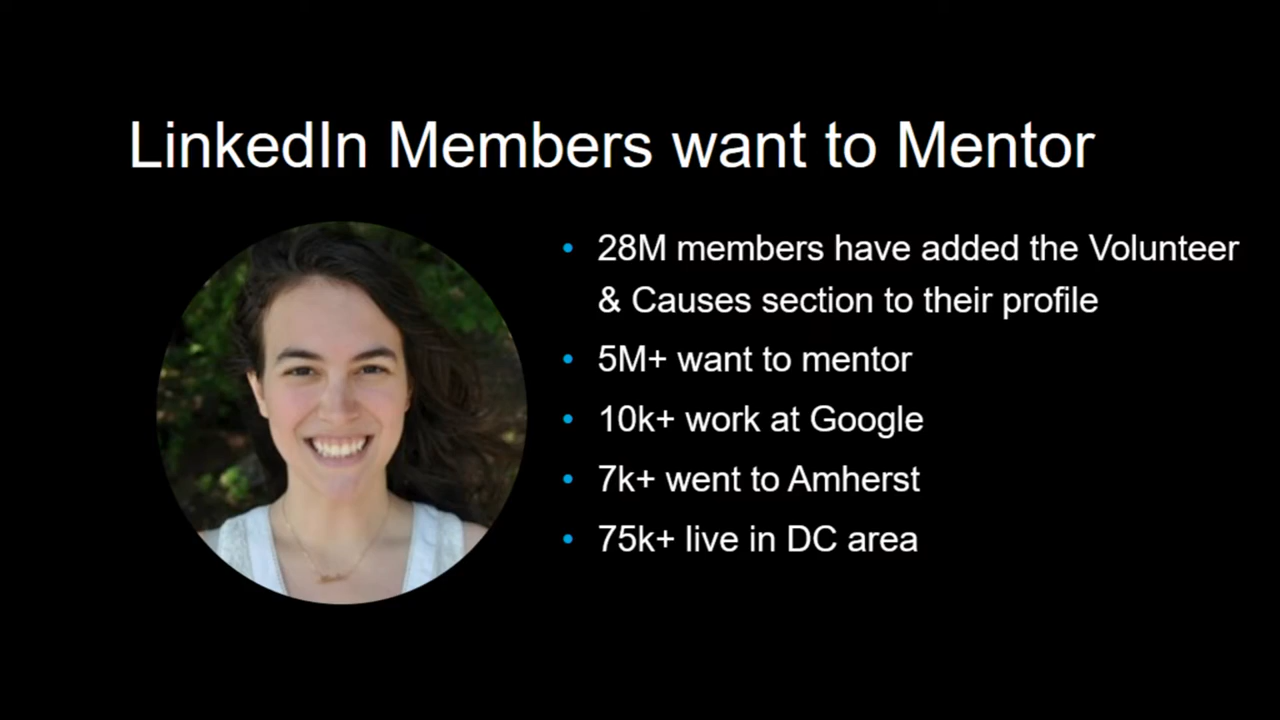 LinkedIn Members want to Mentor
• 28M members have added the Volunteer
& Causes section to their profile
• 5M+ want to mentor
• 10k+ work at Google
• 7k+ went to Amherst
• 75k+ live in DC area